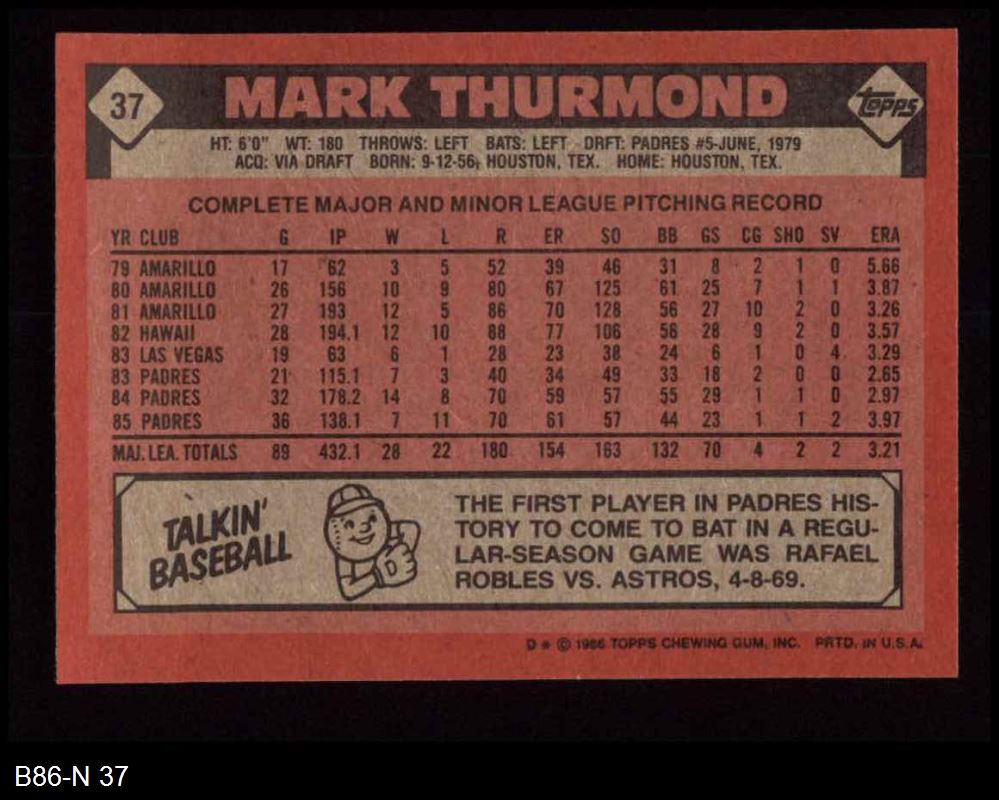 37
MARK THURMOND
topps
HT: 6'0" WT: 180 THROWS: LEFT BATS: LEFT DRFT: PADRES #5-JUNE, 1979
ACQ: VIA DRAFT BORN: 9-12-56, HOUSTON, TEX. HOME: HOUSTON, TEX.
COMPLETE MAJOR AND MINOR LEAGUE PITCHING RECORD
YR CLUB G IP W L R ER SO BB GS CG SHO SV ERA
79 AMARILLO 17 62 3 5 52 39 46 31 8 2 1 0 5.66
80 AMARILLO 26 156 10 9 80 67 125 61 25 7 1 1 3.87
81 AMARILLO 27 193 12 5 86 70 128 56 27 10 2 0 3.26
82 HAWAII 28 194.1 12 10 88 77 106 56 28 9 2 0 3.57
83 LAS VEGAS 19 63 6 1 28 23 38 24 6 1 0 4 3.29
83 PADRES 21 115.1 7 3 40 34 49 33 18 2 0 0 2.65
84 PADRES 32 178.2 14 8 70 59 57 55 29 1 1 0 2.97
85 PADRES 36 138.1 7 11 70 61 57 44 23 1 1 2 3.97
MAJ. LEA. TOTALS 89 432.1 28 22 180 154 163 132 70 4 2 2 3.21
TALKIN'
BASEBALL
D
THE FIRST PLAYER IN PADRES HIS-
TORY TO COME TO BAT IN A REGU-
LAR-SEASON GAME WAS RAFAEL
ROBLES VS. ASTROS, 4-8-69.
D * © 1986 TOPPS CHEWING GUM, INC. PRTD. IN U.S.A.
B86-N 37